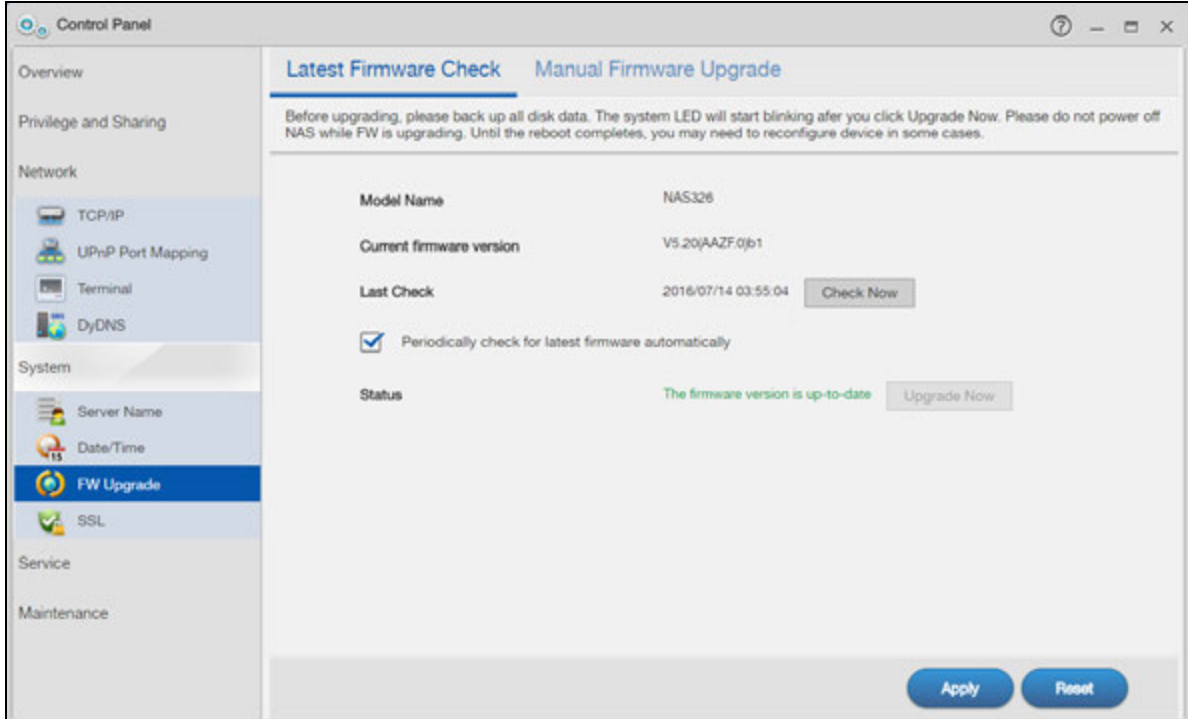 Control Panel
Overview
Privilege and Sharing
Network
TCP/IP
UPnP Port Mapping
Terminal
DyDNS
System
Server Name
Date/Time
FW Upgrade
SSL
Service
Maintenance
Latest Firmware Check Manual Firmware Upgrade
Before upgrading, please back up all disk data. The system LED will start blinking afer you click Upgrade Now. Please do not power off
NAS while FW is upgrading. Until the reboot completes, you may need to reconfigure device in some cases.
Model Name NAS326
Current firmware version V5.20(AAZF.0)b1
Last Check 2016/07/14 03:55:04 Check Now
Periodically check for latest firmware automatically
Status The firmware version is up-to-date Upgrade Now
Apply Reset